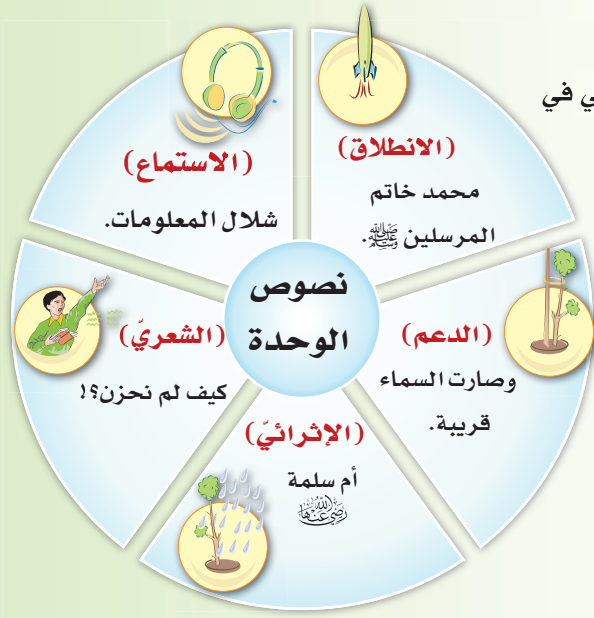 ي في
(الانطلاق)
محمد خاتم
المرسلين ﷺ.
(الاستماع)
شلال المعلومات.
نصوص
الوحدة
(الدعم)
وصارت السماء
قريبة.
(الشعريّ)
كيف لم نحزن؟!
(الإثرائيّ)
أم سلمة
رضي الله عنها